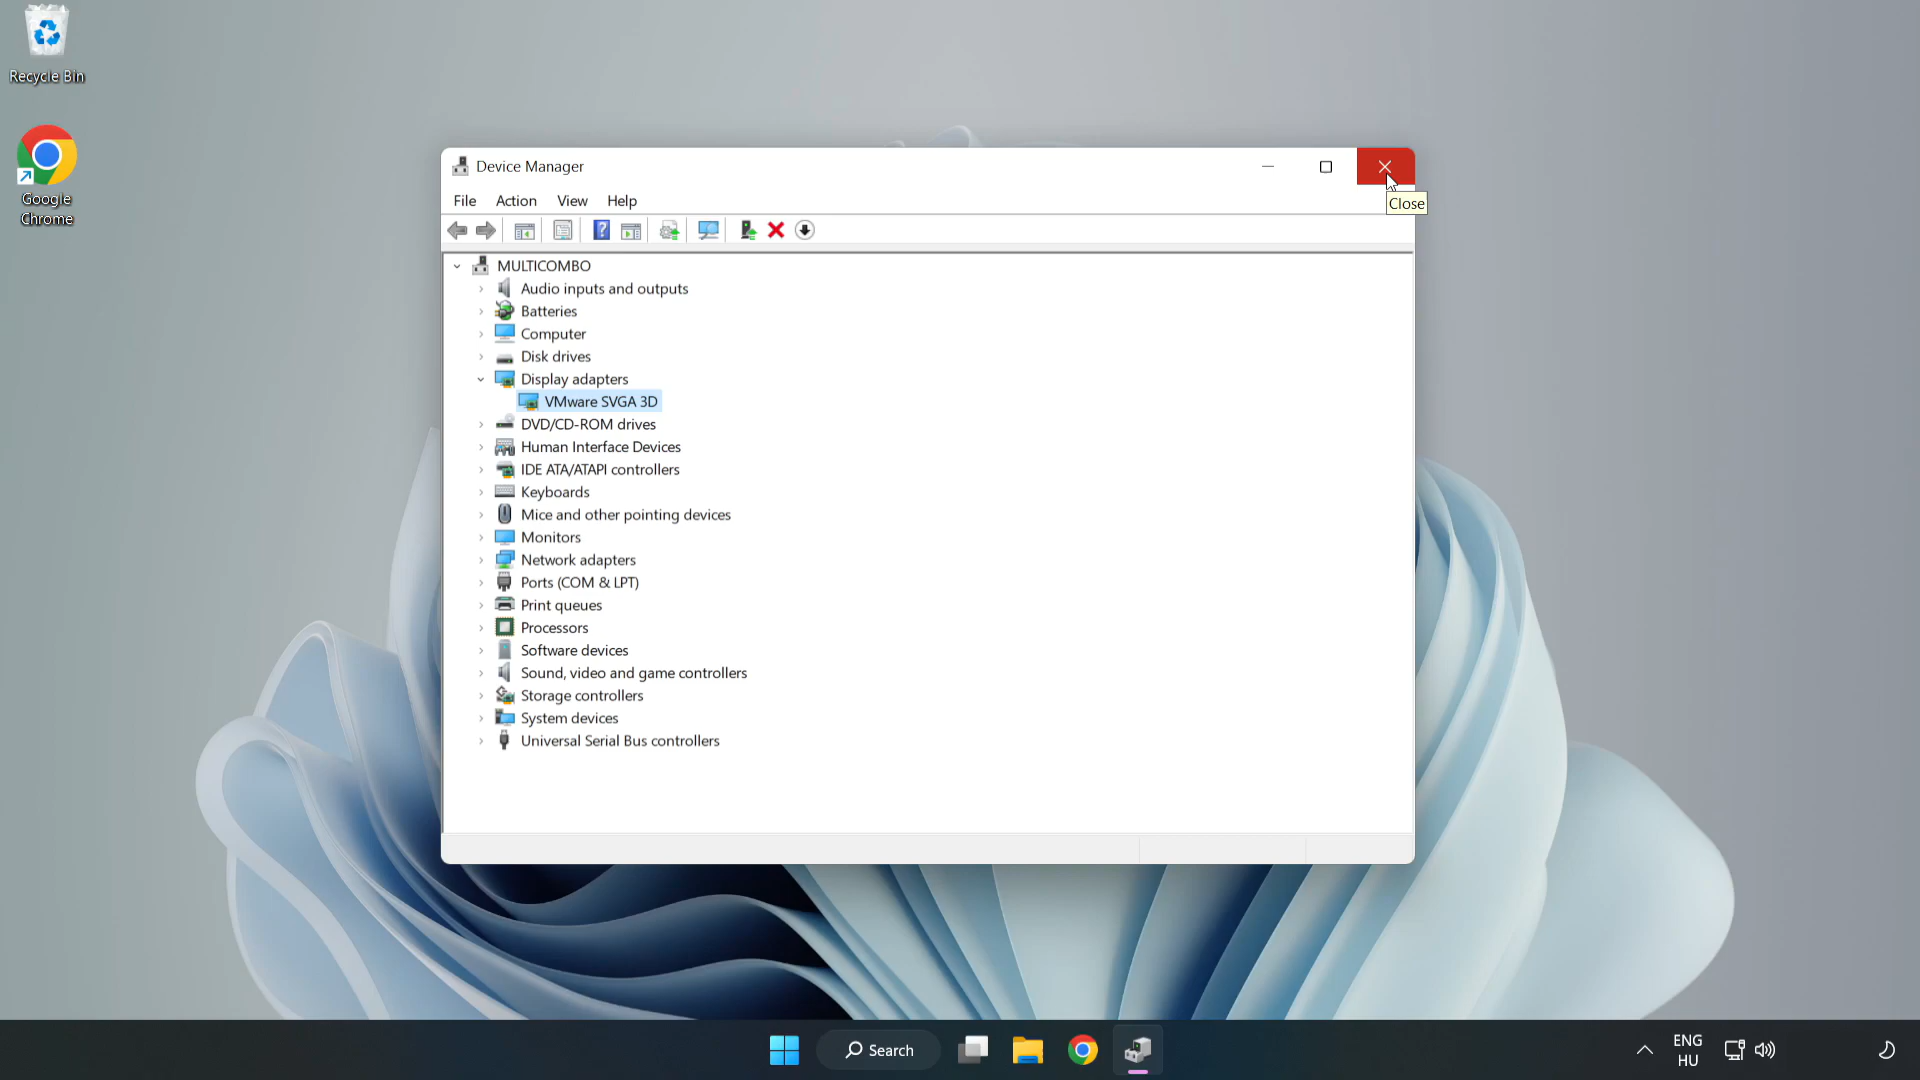 Recycle Bin
Google
Chrome
Device Manager
Close
File Action View Help
MULTICOMBO
Audio inputs and outputs
Batteries
Computer
Disk drives
Display adapters
VMware SVGA 3D
DVD/CD-ROM drives
Human Interface Devices
IDE ATA/ATAPI controllers
Keyboards
Mice and other pointing devices
Monitors
Network adapters
Ports (COM & LPT)
Print queues
Processors
Software devices
Sound, video and game controllers
Storage controllers
System devices
Universal Serial Bus controllers
Search
ENG
HU